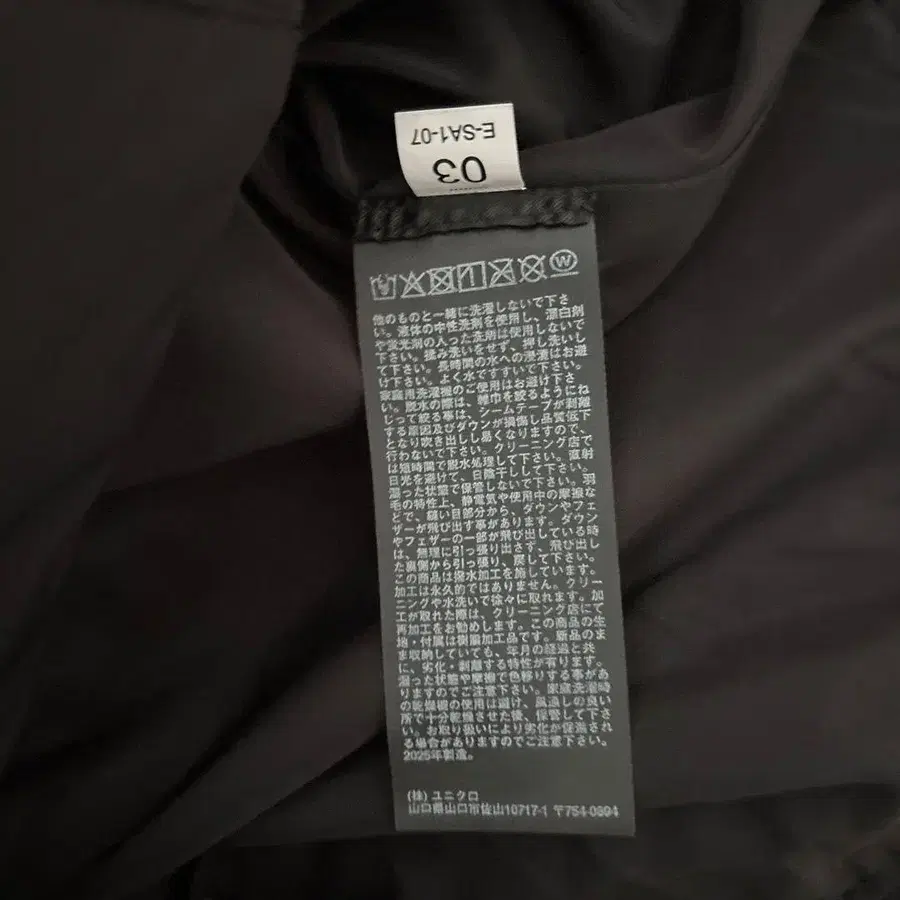 03
E-SA1-07
他のものと一緒に洗濯しないで下さ
い。液体の中性洗剤を使用し、漂白剤
や蛍光剤の入った洗剤は使用しないで
下さい。揉み洗いをせず、押し洗いし
て下さい。長時間の水への浸漬はお避
け下さい。よく水ですすいで下さい。
家庭用洗濯機のご使用はお避け下さ
い。脱水の際は、雑巾を絞るようにね
じって絞る事は、シームテープが剥離
する原因及びダウンが損傷し品質低下
となり吹き出しし易くなりますので、
行わないで下さい。クリーニング店で
は短時間で脱水処理して下さい。直射
日光を避けて、日陰干しして下さい。
湿った状態で保管しないで下さい。羽
毛の特性上、静電気や使用中の摩擦な
どで、縫い目部分から、ダウンやフェ
ザーが飛び出す事があります。ダウン
やフェザーの一部が飛び出している時
は、無理に引っ張り出さず、飛び出し
た裏側から引っ張り、戻して下さい。
この商品は撥水加工を施しています。
加工は永久的ではありません。クリー
ニングや水洗いで徐々に取れます。加
工が取れた際は、クリーニング店にて
再加工をお勧めします。この商品の生
地・付属は樹脂加工品です。新品のま
ま収納していても、年月の経過と共
に、劣化・剥離する特性が有ります。
湿った状態や摩擦で色移りする事があ
りますのでご注意下さい。家庭洗濯時
の乾燥機の使用は避け、風通しの良い
所で十分乾燥させた後、保管して下さ
い。お取り扱いにより劣化が促進され
る場合がありますのでご注意下さい。
2025年製造。
(株) ユニクロ
山口県山口市佐山10717-1 〒754-0894